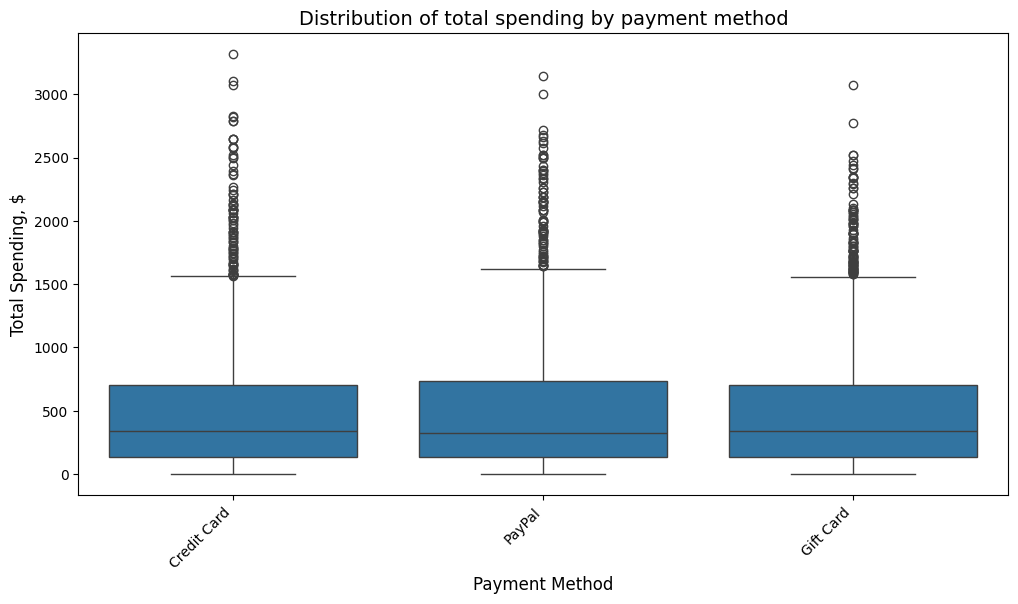 Distribution of total spending by payment method
Total Spending, $
3000
2500
2000
1500
1000
500
0
Credit Card
PayPal
Gift Card
Payment Method